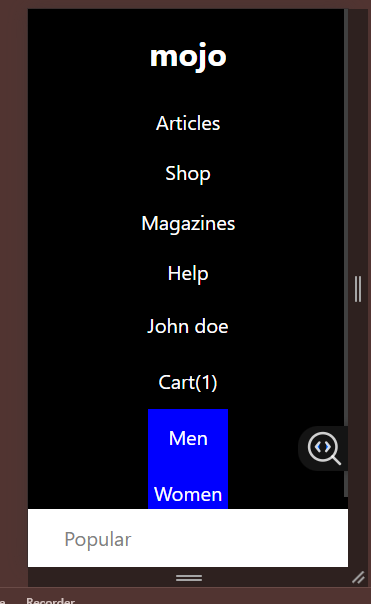 mojo
Articles
Shop
Magazines
Help
John doe
Cart(1)
Men
Women
Popular
Recorder